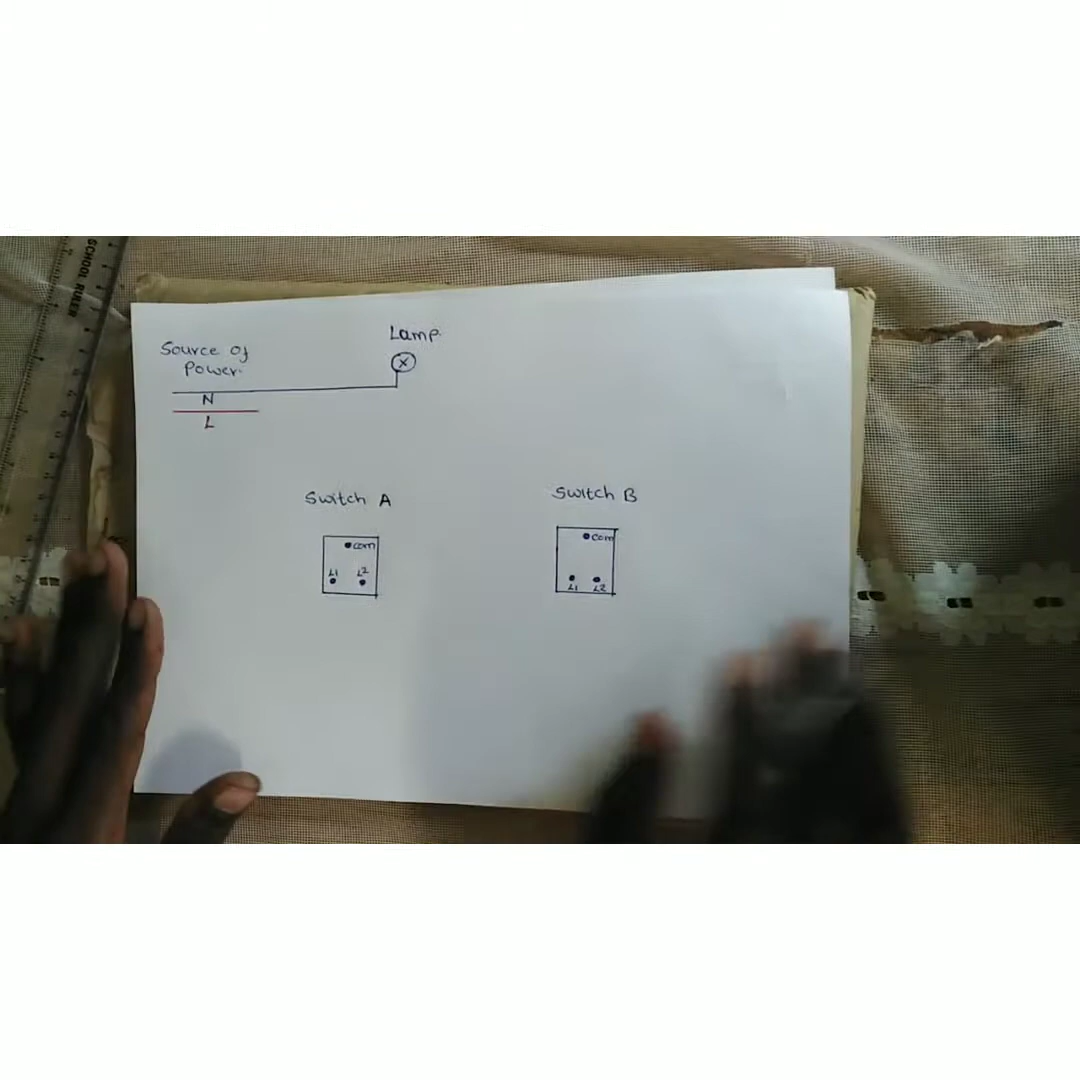 SCHOOL RULER
Lamp
Source of
Power
N
L
Switch A
Switch B
com
L1 L2
com
L1 L2